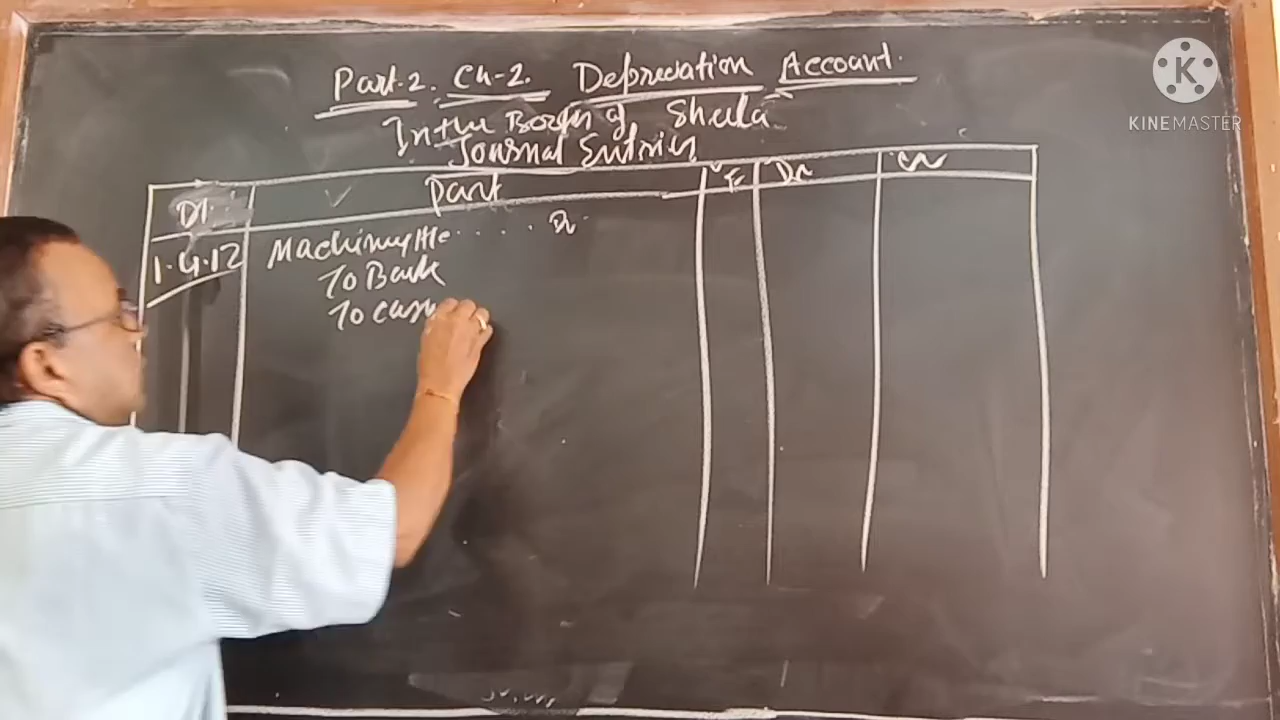 Part-2. Ch-2. Depreciation Account.
In the Books of Sheela
Journal Entries
Dt. Part F Dr Cr
1.4.12 Machinery A/c ..... Dr
To Bank
To Cash
K
KINEMASTER